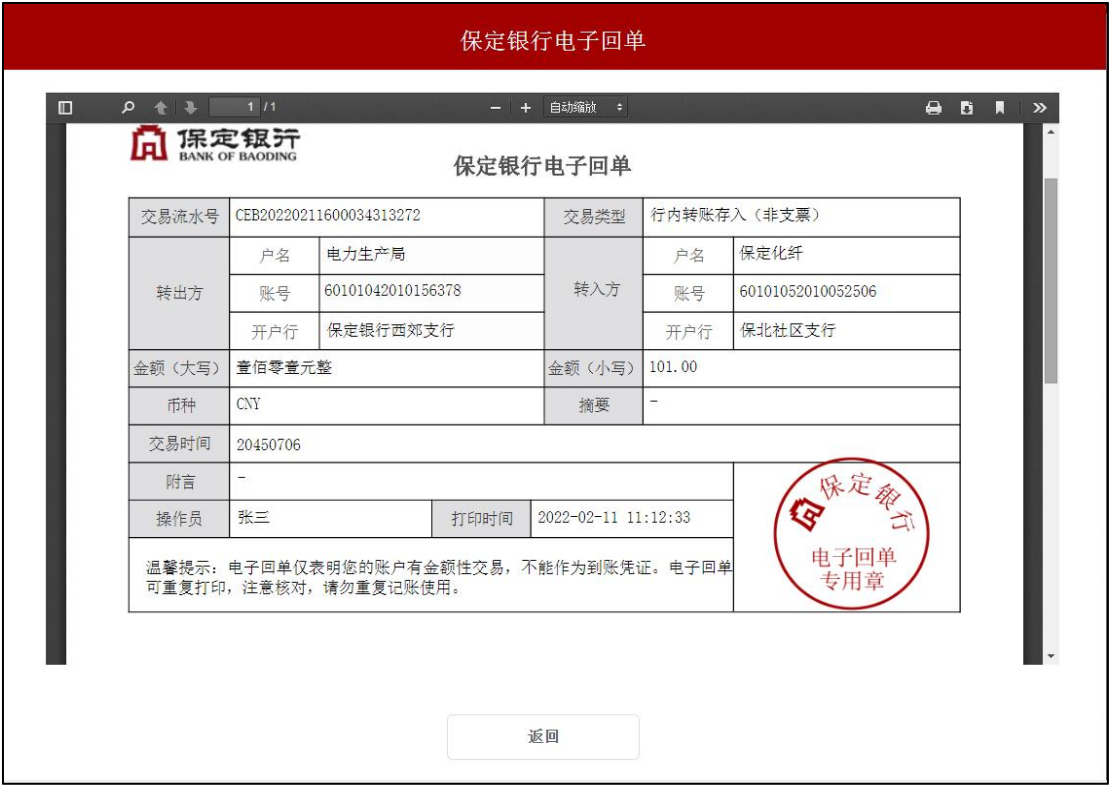 保定银行电子回单
1 / 1
自动缩放
保定银行
BANK OF BAODING
保定银行电子回单
交易流水号 CEB20220211600034313272 交易类型 行内转账存入（非支票）
转出方 户名 电力生产局 转入方 户名 保定化纤
账号 60101042010156378 账号 60101052010052506
开户行 保定银行西郊支行 开户行 保北社区支行
金额（大写） 壹佰零壹元整 金额（小写） 101.00
币种 CNY 摘要 -
交易时间 20450706
附言 -
操作员 张三 打印时间 2022-02-11 11:12:33
温馨提示：电子回单仅表明您的账户有金额性交易，不能作为到账凭证。电子回单
可重复打印，注意核对，请勿重复记账使用。
保定银行
电子回单
专用章
返回